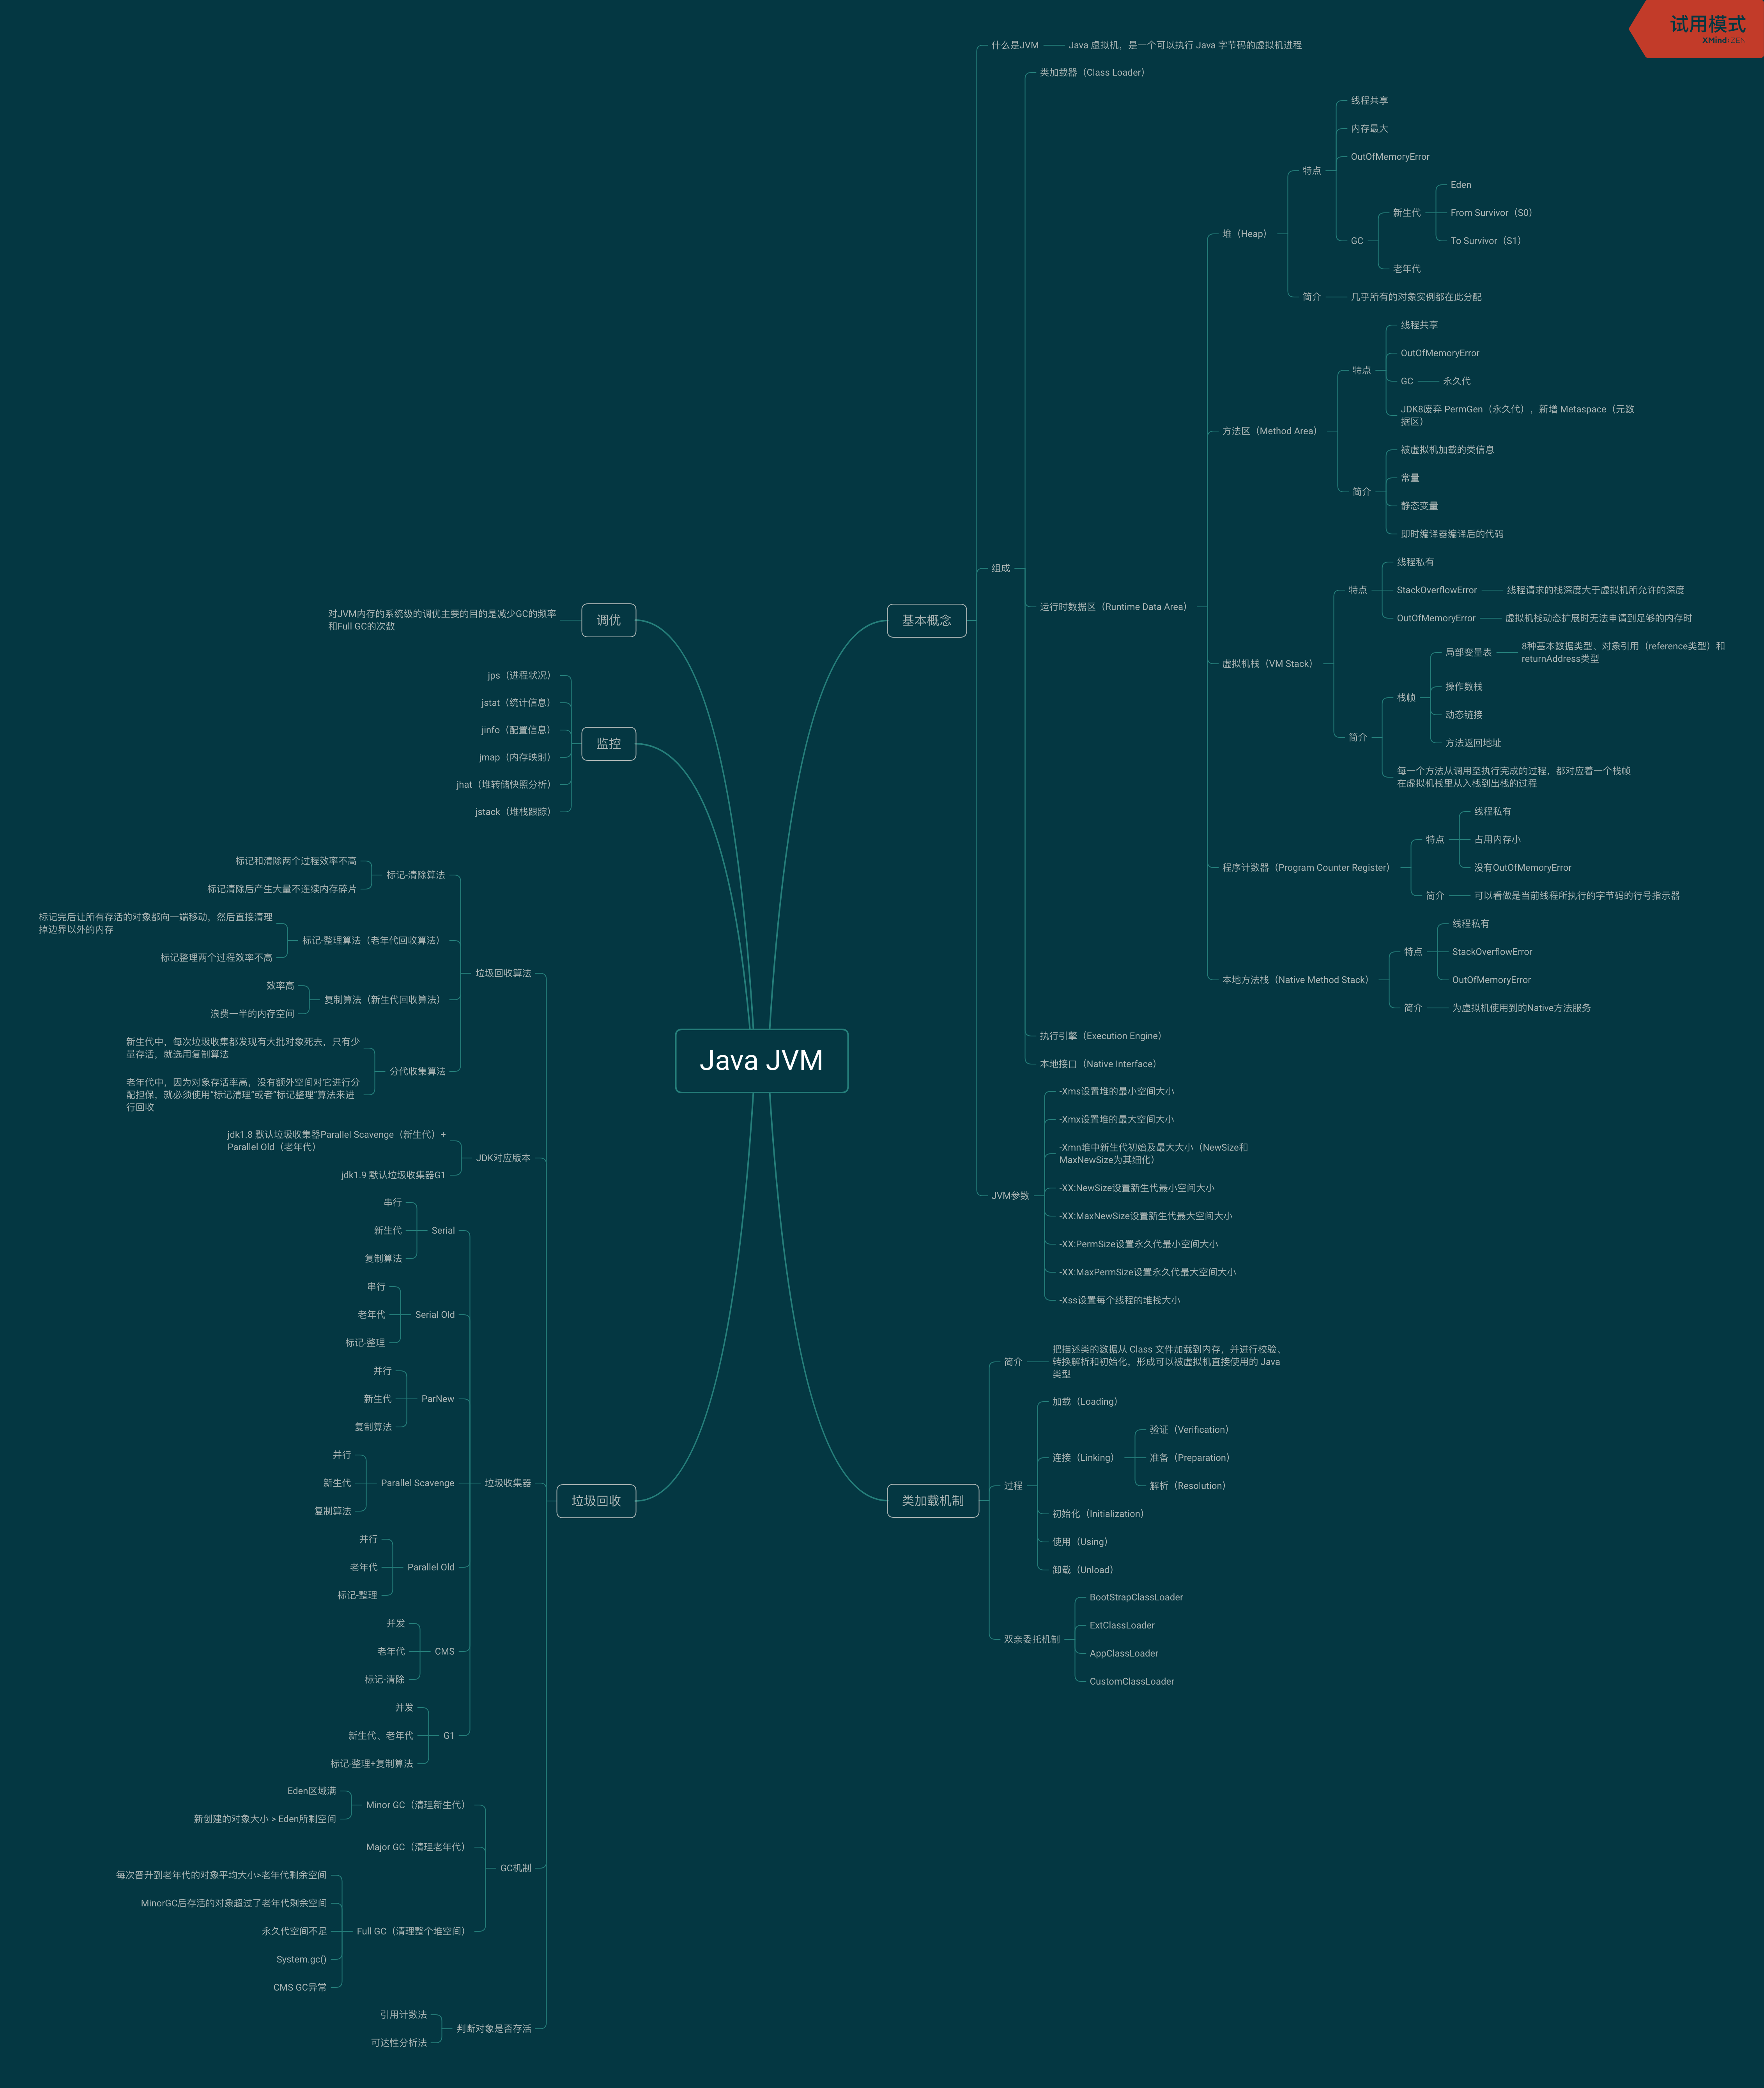 试用模式
XMind:ZEN
Java JVM
基本概念
什么是JVM
Java 虚拟机，是一个可以执行 Java 字节码的虚拟机进程
组成
类加载器（Class Loader）
运行时数据区（Runtime Data Area）
堆（Heap）
特点
线程共享
内存最大
OutOfMemoryError
GC
新生代
Eden
From Survivor（S0）
To Survivor（S1）
老年代
简介
几乎所有的对象实例都在此分配
方法区（Method Area）
特点
线程共享
OutOfMemoryError
GC
永久代
JDK8废弃 PermGen（永久代），新增 Metaspace（元数
据区）
简介
被虚拟机加载的类信息
常量
静态变量
即时编译器编译后的代码
虚拟机栈（VM Stack）
特点
线程私有
StackOverflowError
线程请求的栈深度大于虚拟机所允许的深度
OutOfMemoryError
虚拟机栈动态扩展时无法申请到足够的内存时
简介
栈帧
局部变量表
8种基本数据类型、对象引用（reference类型）和
returnAddress类型
操作数栈
动态链接
方法返回地址
每一个方法从调用至执行完成的过程，都对应着一个栈帧
在虚拟机栈里从入栈到出栈的过程
程序计数器（Program Counter Register）
特点
线程私有
占用内存小
没有OutOfMemoryError
简介
可以看做是当前线程所执行的字节码的行号指示器
本地方法栈（Native Method Stack）
特点
线程私有
StackOverflowError
OutOfMemoryError
简介
为虚拟机使用到的Native方法服务
执行引擎（Execution Engine）
本地接口（Native Interface）
JVM参数
-Xms设置堆的最小空间大小
-Xmx设置堆的最大空间大小
-Xmn堆中新生代初始及最大大小（NewSize和
MaxNewSize为其细化）
-XX:NewSize设置新生代最小空间大小
-XX:MaxNewSize设置新生代最大空间大小
-XX:PermSize设置永久代最小空间大小
-XX:MaxPermSize设置永久代最大空间大小
-Xss设置每个线程的堆栈大小
类加载机制
简介
把描述类的数据从 Class 文件加载到内存，并进行校验、
转换解析和初始化，形成可以被虚拟机直接使用的 Java
类型
过程
加载（Loading）
连接（Linking）
验证（Verification）
准备（Preparation）
解析（Resolution）
初始化（Initialization）
使用（Using）
卸载（Unload）
双亲委托机制
BootStrapClassLoader
ExtClassLoader
AppClassLoader
CustomClassLoader
调优
对JVM内存的系统级的调优主要的目的是减少GC的频率
和Full GC的次数
监控
jps（进程状况）
jstat（统计信息）
jinfo（配置信息）
jmap（内存映射）
jhat（堆转储快照分析）
jstack（堆栈跟踪）
垃圾回收
垃圾回收算法
标记-清除算法
标记和清除两个过程效率不高
标记清除后产生大量不连续内存碎片
标记-整理算法（老年代回收算法）
标记完后让所有存活的对象都向一端移动，然后直接清理
掉边界以外的内存
标记整理两个过程效率不高
复制算法（新生代回收算法）
效率高
浪费一半的内存空间
分代收集算法
新生代中，每次垃圾收集都发现有大批对象死去，只有少
量存活，就选用复制算法
老年代中，因为对象存活率高，没有额外空间对它进行分
配担保，就必须使用“标记清理”或者“标记整理”算法来进
行回收
JDK对应版本
jdk1.8 默认垃圾收集器Parallel Scavenge（新生代）+
Parallel Old（老年代）
jdk1.9 默认垃圾收集器G1
垃圾收集器
Serial
串行
新生代
复制算法
Serial Old
串行
老年代
标记-整理
ParNew
并行
新生代
复制算法
Parallel Scavenge
并行
新生代
复制算法
Parallel Old
并行
老年代
标记-整理
CMS
并发
老年代
标记-清除
G1
并发
新生代、老年代
标记-整理+复制算法
GC机制
Minor GC（清理新生代）
Eden区域满
新创建的对象大小 > Eden所剩空间
Major GC（清理老年代）
Full GC（清理整个堆空间）
每次晋升到老年代的对象平均大小>老年代剩余空间
MinorGC后存活的对象超过了老年代剩余空间
永久代空间不足
System.gc()
CMS GC异常
判断对象是否存活
引用计数法
可达性分析法